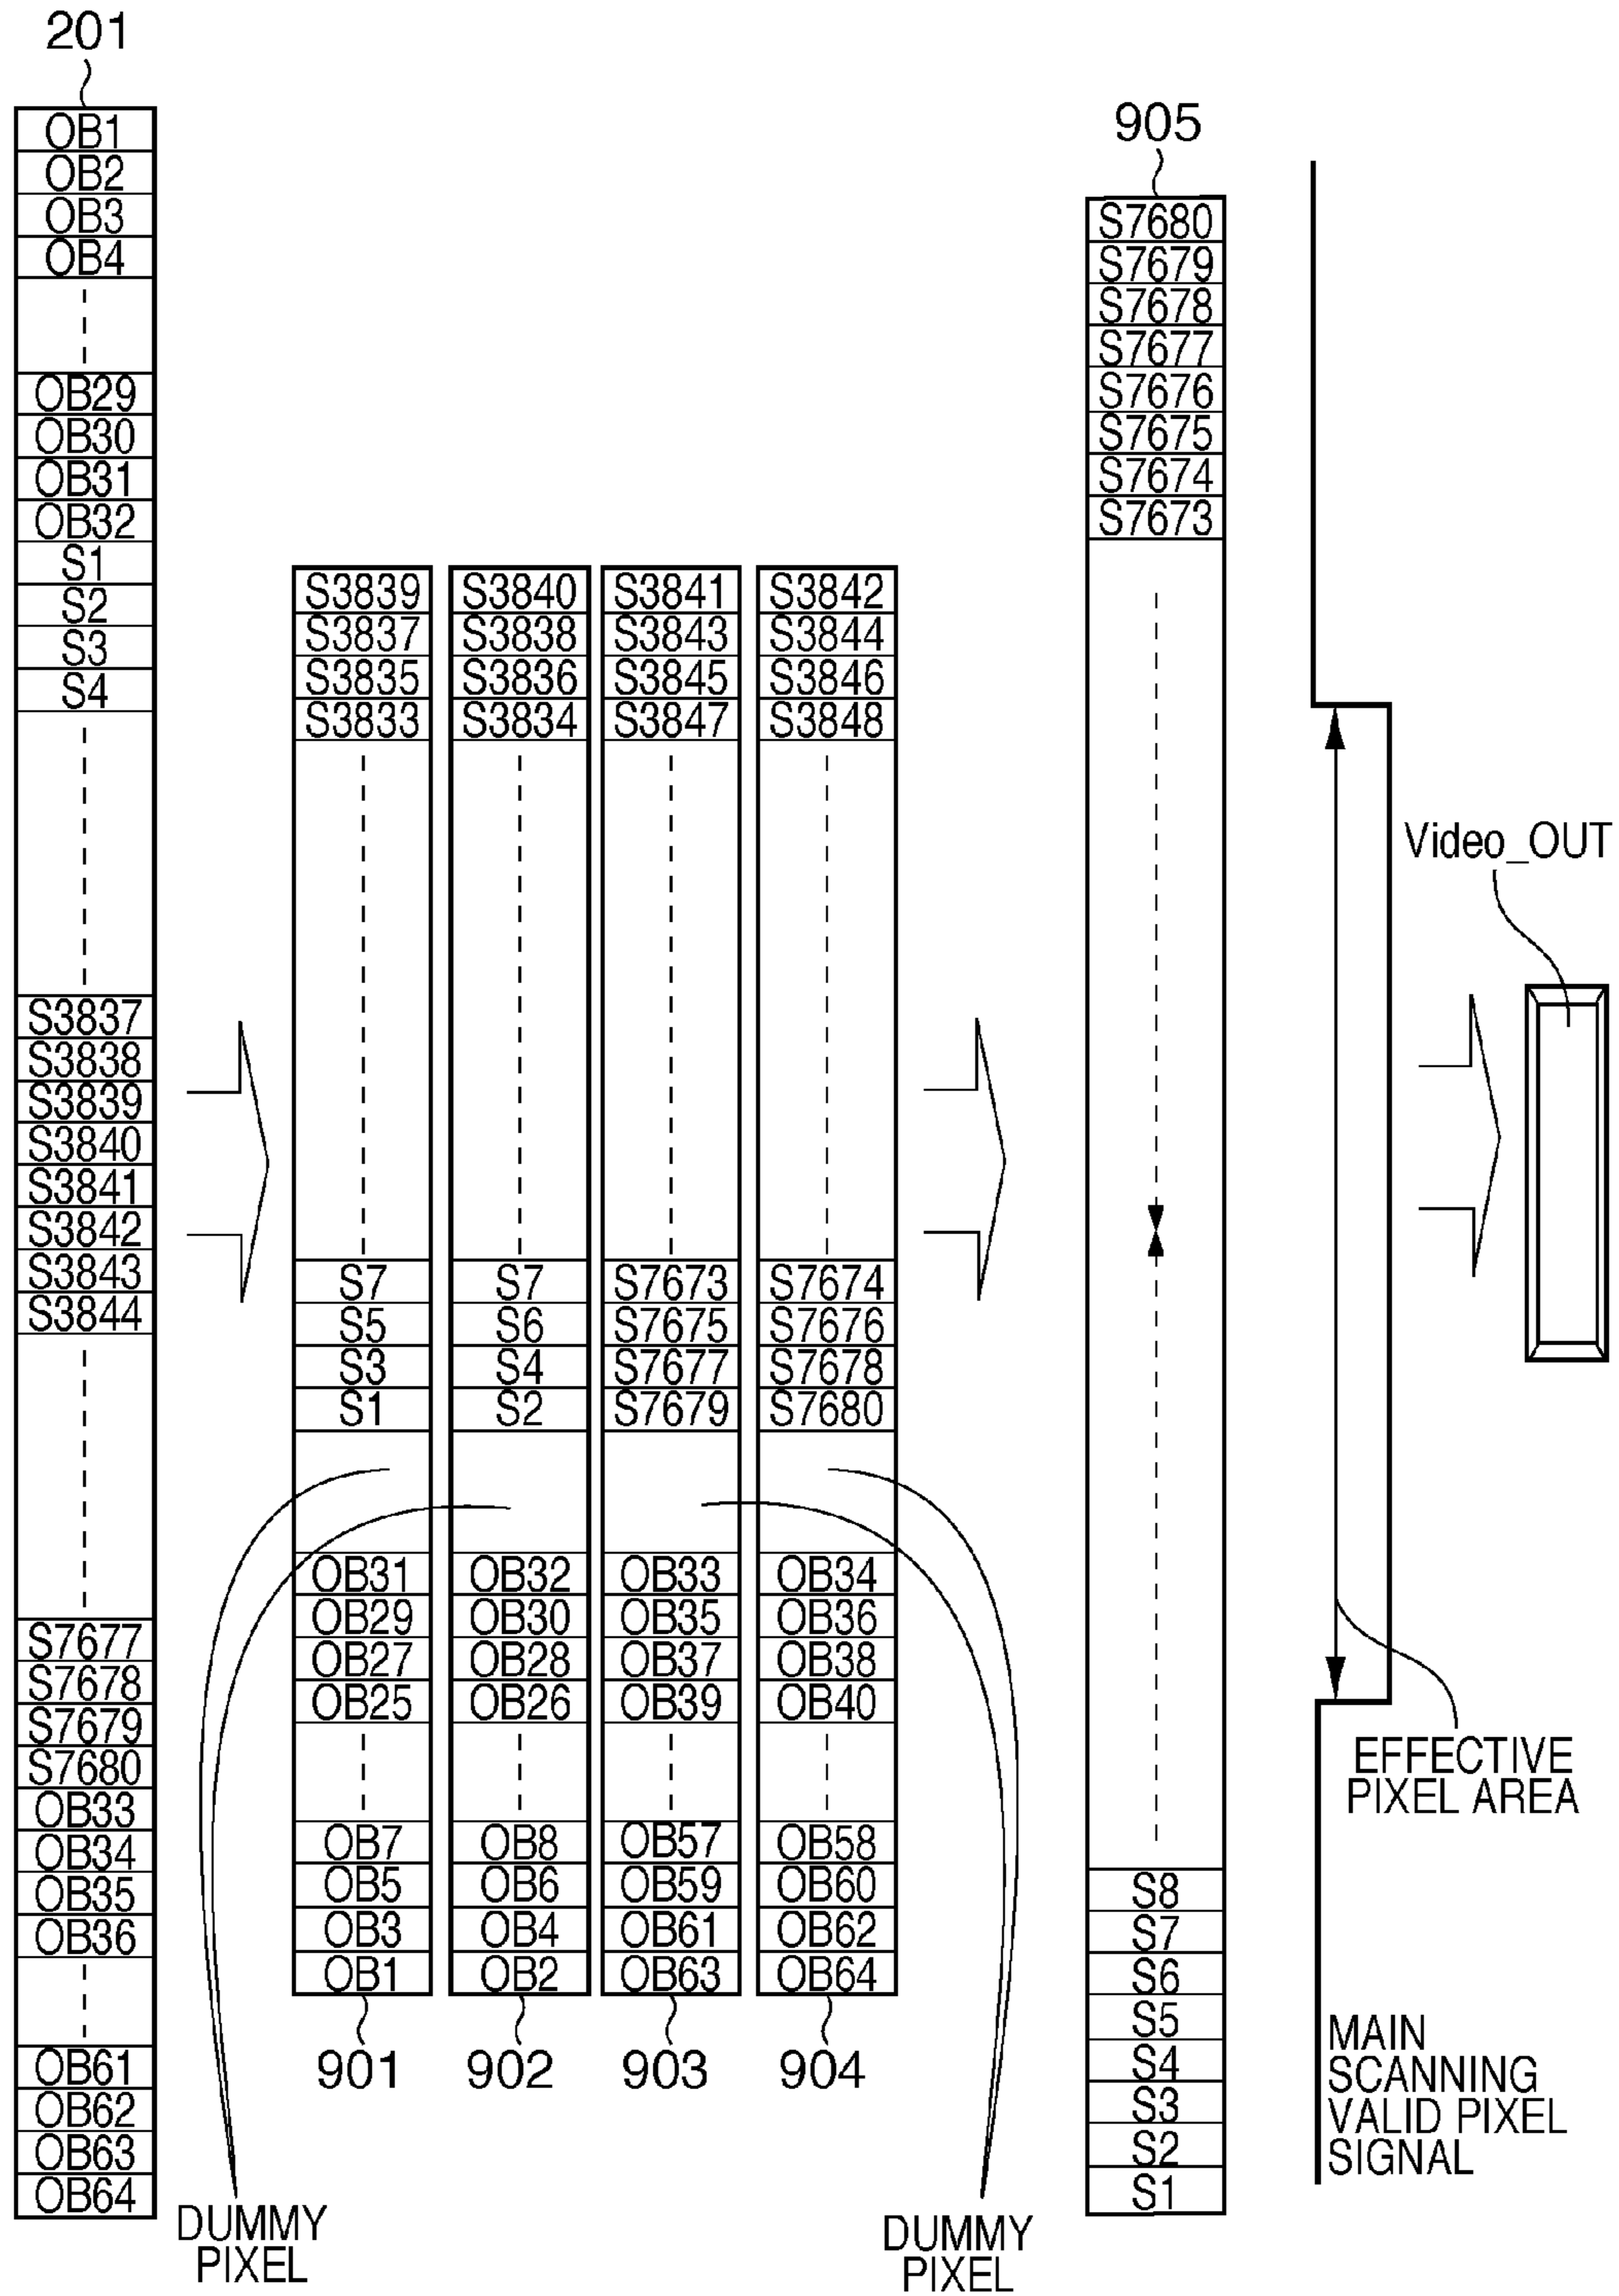 201
OB1
OB2
OB3
OB4
OB29
OB30
OB31
OB32
S1
S2
S3
S4
S3837
S3838
S3839
S3840
S3841
S3842
S3843
S3844
S7677
S7678
S7679
S7680
OB33
OB34
OB35
OB36
OB61
OB62
OB63
OB64
S3839
S3837
S3835
S3833
S7
S5
S3
S1
OB31
OB29
OB27
OB25
OB7
OB5
OB3
OB1
901
S3840
S3838
S3836
S3834
S7
S6
S4
S2
OB32
OB30
OB28
OB26
OB8
OB6
OB4
OB2
902
S3841
S3843
S3845
S3847
S7673
S7675
S7677
S7679
OB33
OB35
OB37
OB39
OB57
OB59
OB61
OB63
903
S3842
S3844
S3846
S3848
S7674
S7676
S7678
S7680
OB34
OB36
OB38
OB40
OB58
OB60
OB62
OB64
904
DUMMY
PIXEL
DUMMY
PIXEL
905
S7680
S7679
S7678
S7677
S7676
S7675
S7674
S7673
S8
S7
S6
S5
S4
S3
S2
S1
Video_OUT
EFFECTIVE
PIXEL AREA
MAIN
SCANNING
VALID PIXEL
SIGNAL